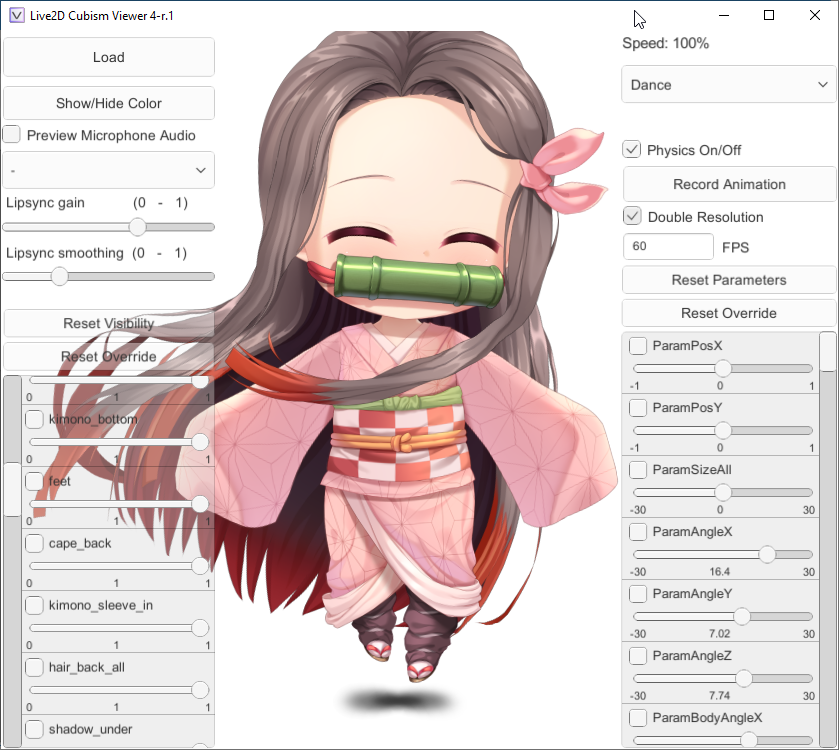 Live2D Cubism Viewer 4-r.1
Load
Show/Hide Color
Preview Microphone Audio
-
Lipsync gain (0 - 1)
Lipsync smoothing (0 - 1)
Reset Visibility
Reset Override
0 1 1
kimono_bottom
0 1 1
feet
0 1 1
cape_back
0 1 1
kimono_sleeve_in
0 1 1
hair_back_all
0 1 1
shadow_under
Speed: 100%
Dance
Physics On/Off
Record Animation
Double Resolution
60 FPS
Reset Parameters
Reset Override
ParamPosX
-1 0 1
ParamPosY
-1 0 1
ParamSizeAll
-30 0 30
ParamAngleX
-30 16.4 30
ParamAngleY
-30 7.02 30
ParamAngleZ
-30 7.74 30
ParamBodyAngleX